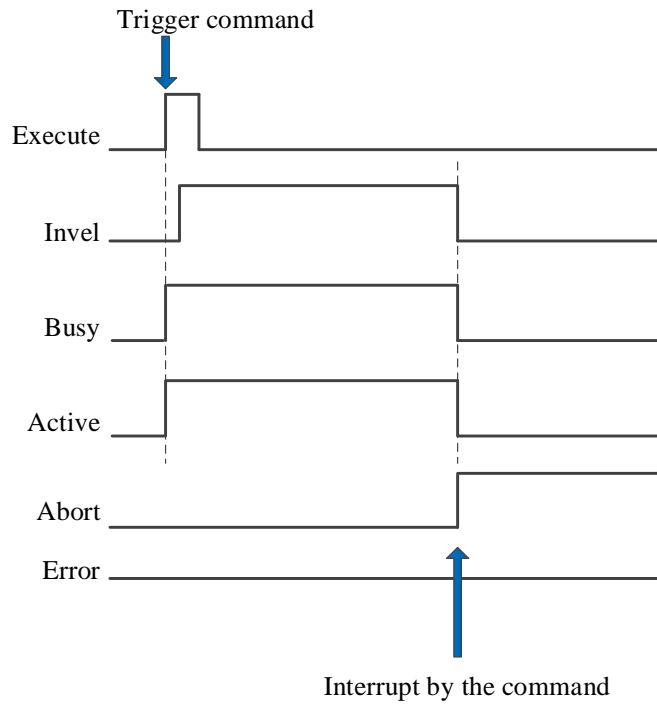 Trigger command
Execute
Invel
Busy
Active
Abort
Error
Interrupt by the command